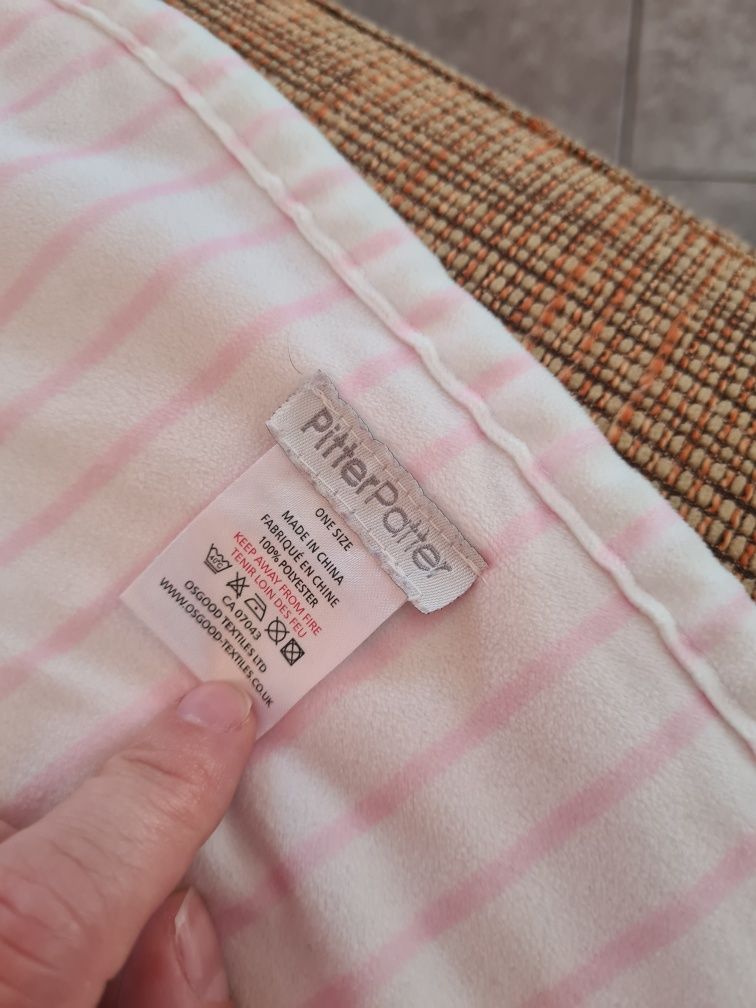 PitterPatter
ONE SIZE
MADE IN CHINA
FABRIQUÉ EN CHINE
100% POLYESTER
KEEP AWAY FROM FIRE
TENIR LOIN DES FEU
40°C
CA 07043
OSGOOD TEXTILES LTD
WWW.OSGOOD-TEXTILES.CO.UK